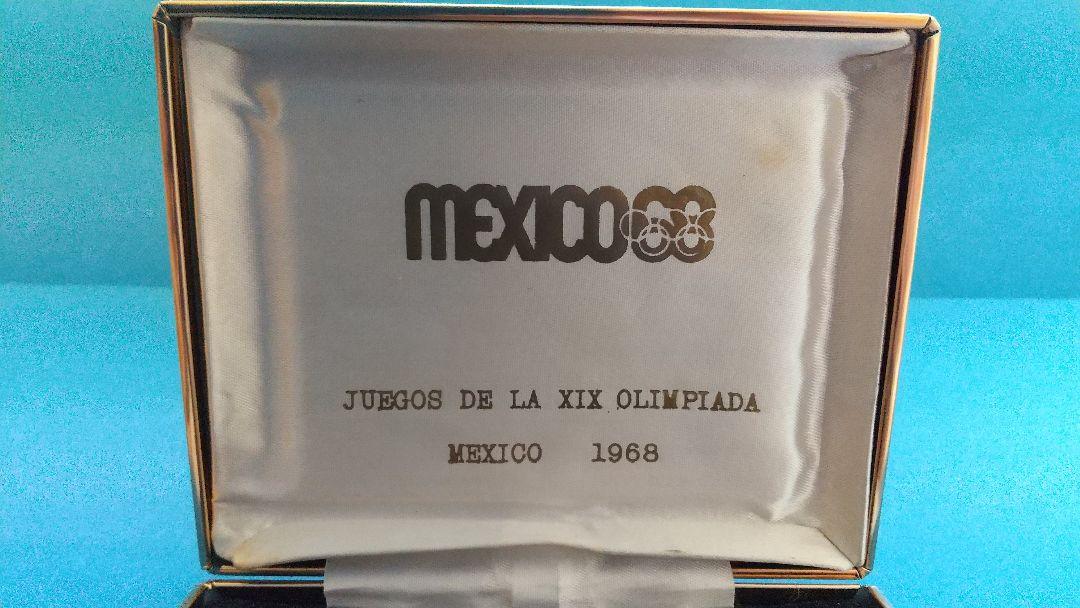 MEXICO68
JUEGOS DE LA XIX OLIMPIADA
MEXICO 1968